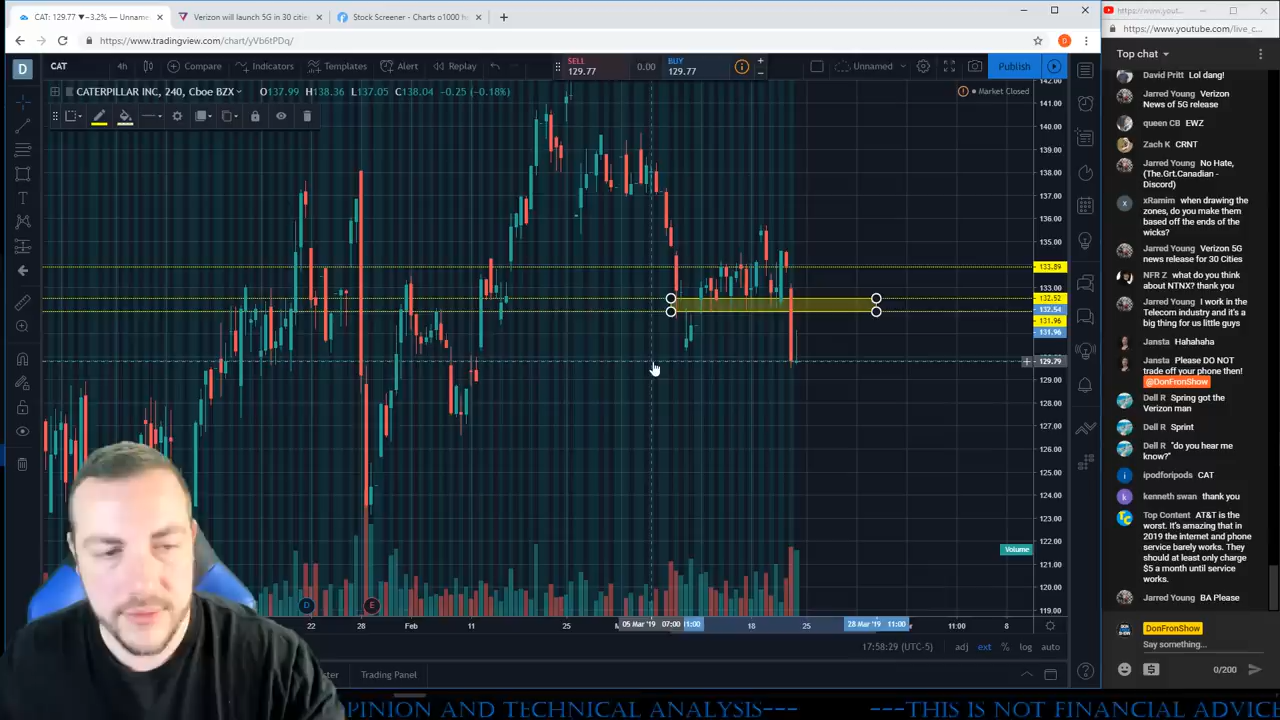 CAT: 129.77 ▼−3.2% — Unname
Verizon will launch 5G in 30 cities
Stock Screener - Charts o1000 h
https://www.tradingview.com/chart/yVb6tPDq/
D
CAT
4h
Compare
Indicators
Templates
Alert
Replay
SELL
129.77
0.00
BUY
129.77
Unnamed
Publish
CATERPILLAR INC, 240, Cboe BZX
O137.99 H138.36 L137.05 C138.04 -0.25 (-0.18%)
Market Closed
142.00
141.00
140.00
139.00
138.00
137.00
136.00
135.00
133.89
133.00
132.52
132.54
131.96
131.96
129.79
129.00
128.00
127.00
126.00
125.00
124.00
123.00
122.00
121.00
120.00
119.00
Volume
D
E
22
Feb
11
25
05 Mar '19 07:00
11:00
18
25
28 Mar '19 11:00
11:00
8
17:58:29 (UTC-5)
adj
ext
%
log
auto
ster
Trading Panel
https://www.yo
https://www.youtube.com/live_c
Top chat
David Pritt Lol dang!
Jarred Young Verizon
News of 5G release
queen CB EWZ
Zach K CRNT
Jarred Young No Hate,
(The.Grt.Canadian -
Discord)
xRamim when drawing the
zones, do you make them
based off the ends of
the wicks?
Jarred Young Verizon 5G
news release for 30 Cities
NFR Z what do you think
about NTNX? thank you
Jarred Young I work in the
Telecom industry and it's a
big thing for us little guys
Jansta Hahahaha
Jansta Please DO NOT
trade off your phone then!
@DonFronShow
Dell R Spring got the
Verizon man
Dell R Sprint
Dell R "do you hear me
know?"
ipodforipods CAT
kenneth swan thank you
Top Content AT&T is the
worst. It's amazing that in
2019 the internet and phone
service barely works. They
should at least only charge
$5 a month until service
works.
Jarred Young BA Please
DonFronShow
Say something...
0/200
PINION AND TECHNICAL ANALYSIS--- ---THIS IS NOT FINANCIAL ADVICE